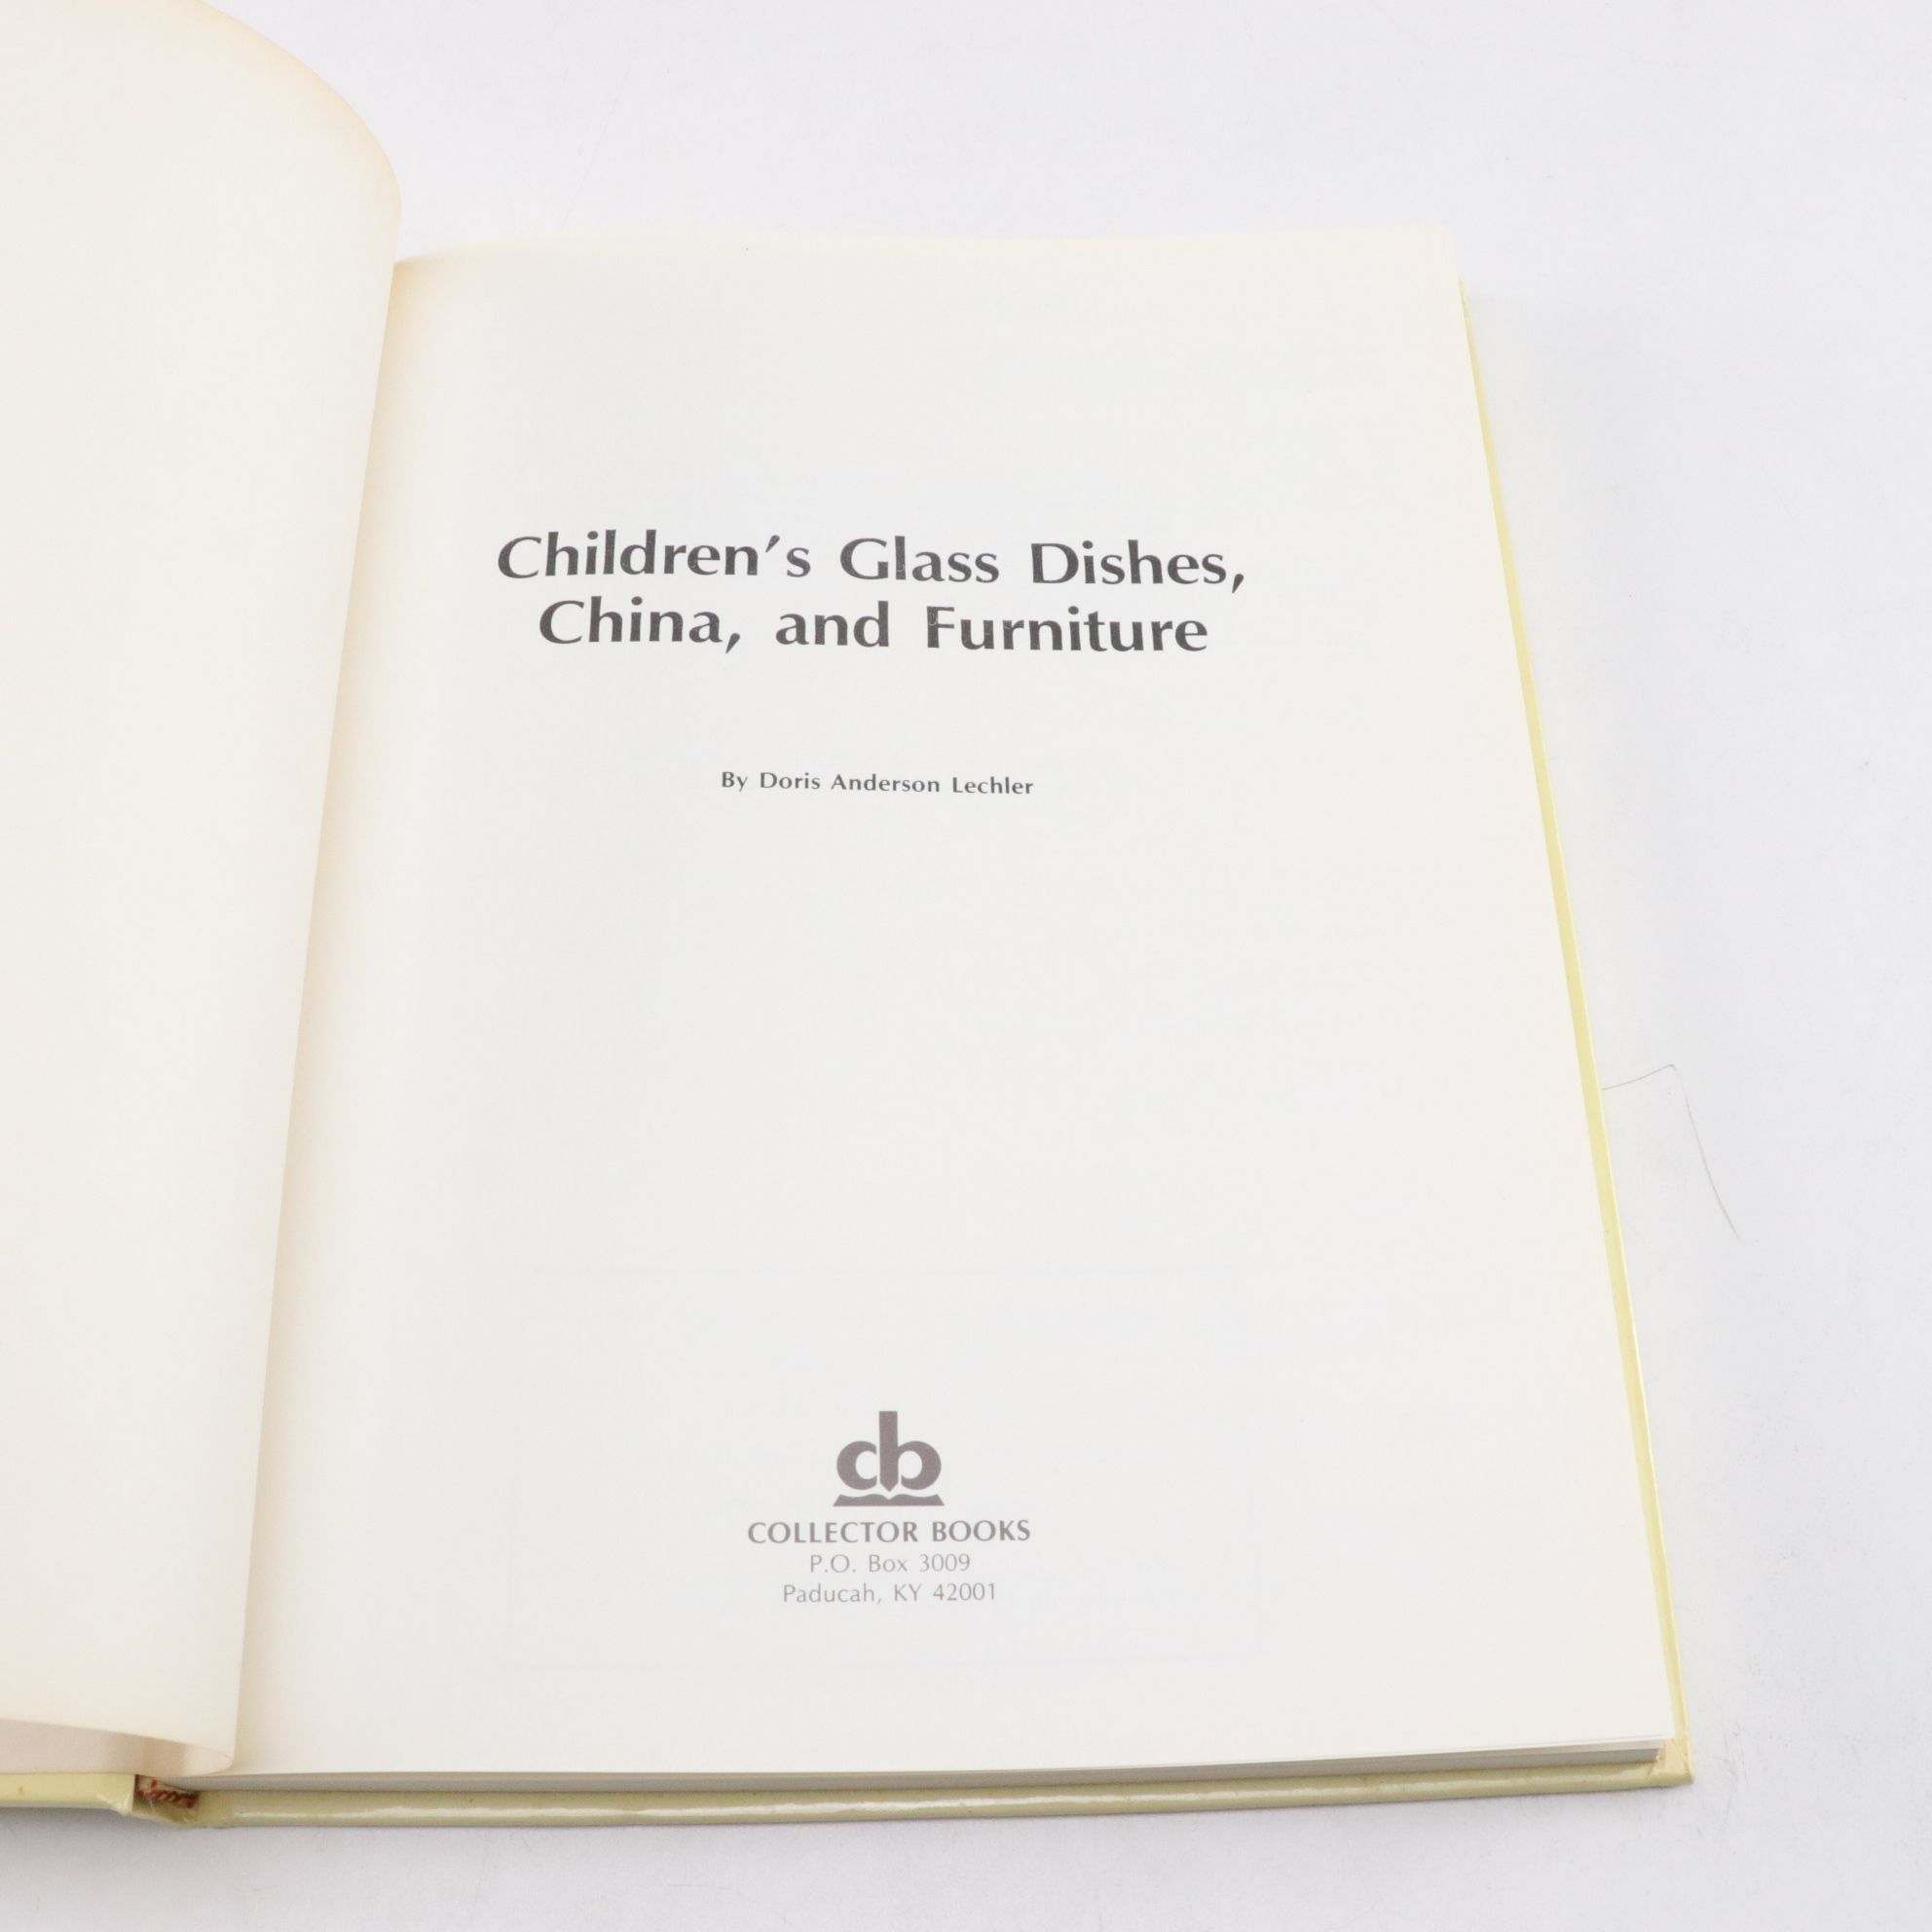 Children's Glass Dishes,
China, and Furniture
By Doris Anderson Lechler
cb
COLLECTOR BOOKS
P.O. Box 3009
Paducah, KY 42001